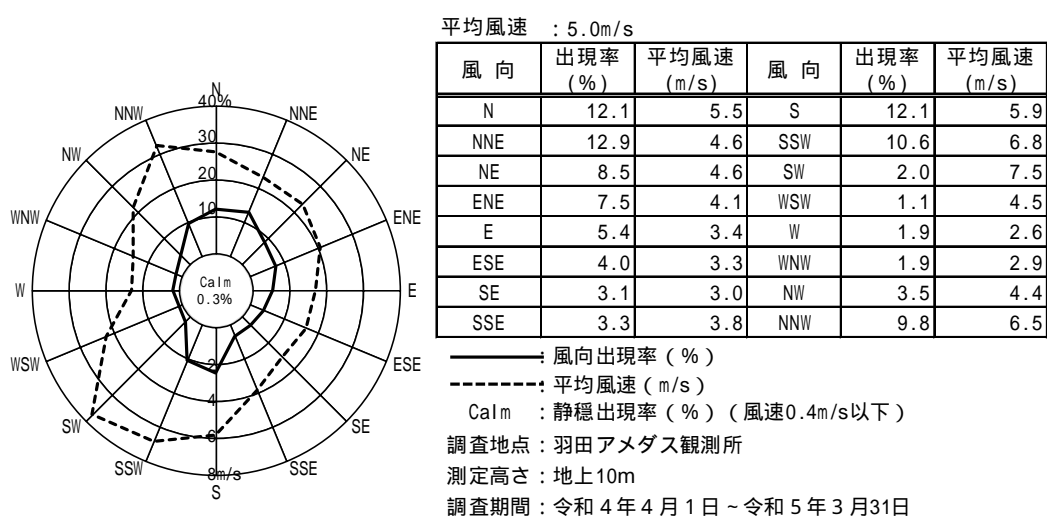 N
40%
30
20
10
NNE
NE
ENE
E
ESE
SE
SSE
S
SSW
SW
WSW
W
WNW
NW
NNW
Calm
0.3%
2
4
6
8m/s
平均風速 : 5.0m/s
風 向 出現率(%) 平均風速(m/s) 風 向 出現率(%) 平均風速(m/s)
N 12.1 5.5 S 12.1 5.9
NNE 12.9 4.6 SSW 10.6 6.8
NE 8.5 4.6 SW 2.0 7.5
ENE 7.5 4.1 WSW 1.1 4.5
E 5.4 3.4 W 1.9 2.6
ESE 4.0 3.3 WNW 1.9 2.9
SE 3.1 3.0 NW 3.5 4.4
SSE 3.3 3.8 NNW 9.8 6.5
：風向出現率（％）
：平均風速（m/s）
Calm ：静穏出現率（％）（風速0.4m/s以下）
調査地点：羽田アメダス観測所
測定高さ：地上10m
調査期間：令和４年４月１日～令和５年３月31日